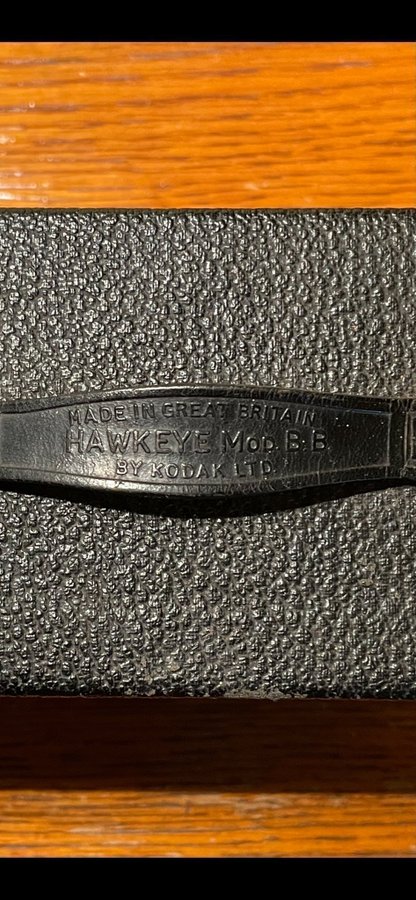 MADE IN GREAT BRITAIN
HAWKEYE MOD B.B
BY KODAK LTD